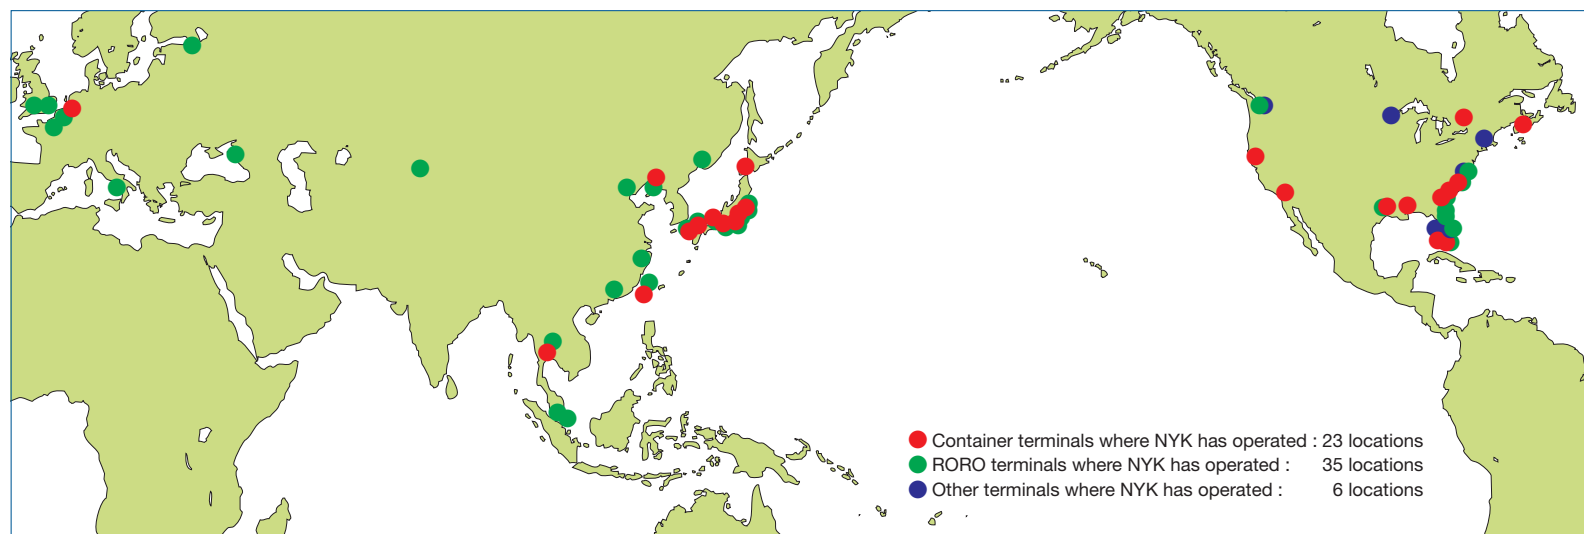 Container terminals where NYK has operated : 23 locations
RORO terminals where NYK has operated : 35 locations
Other terminals where NYK has operated : 6 locations